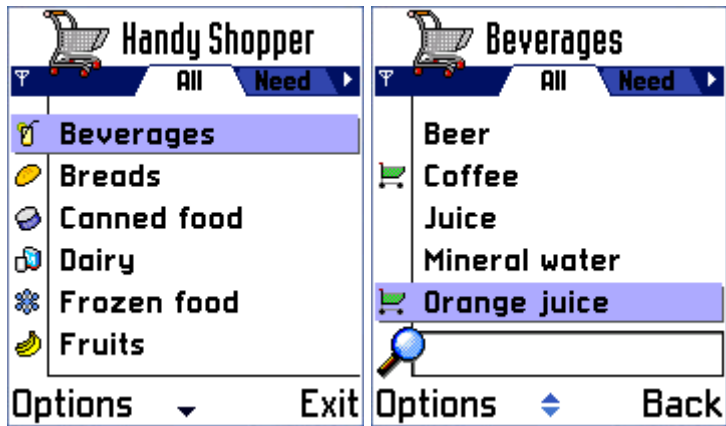 Handy Shopper
All Need
Beverages
Breads
Canned food
Dairy
Frozen food
Fruits
Options Exit
Beverages
All Need
Beer
Coffee
Juice
Mineral water
Orange juice
Options Back